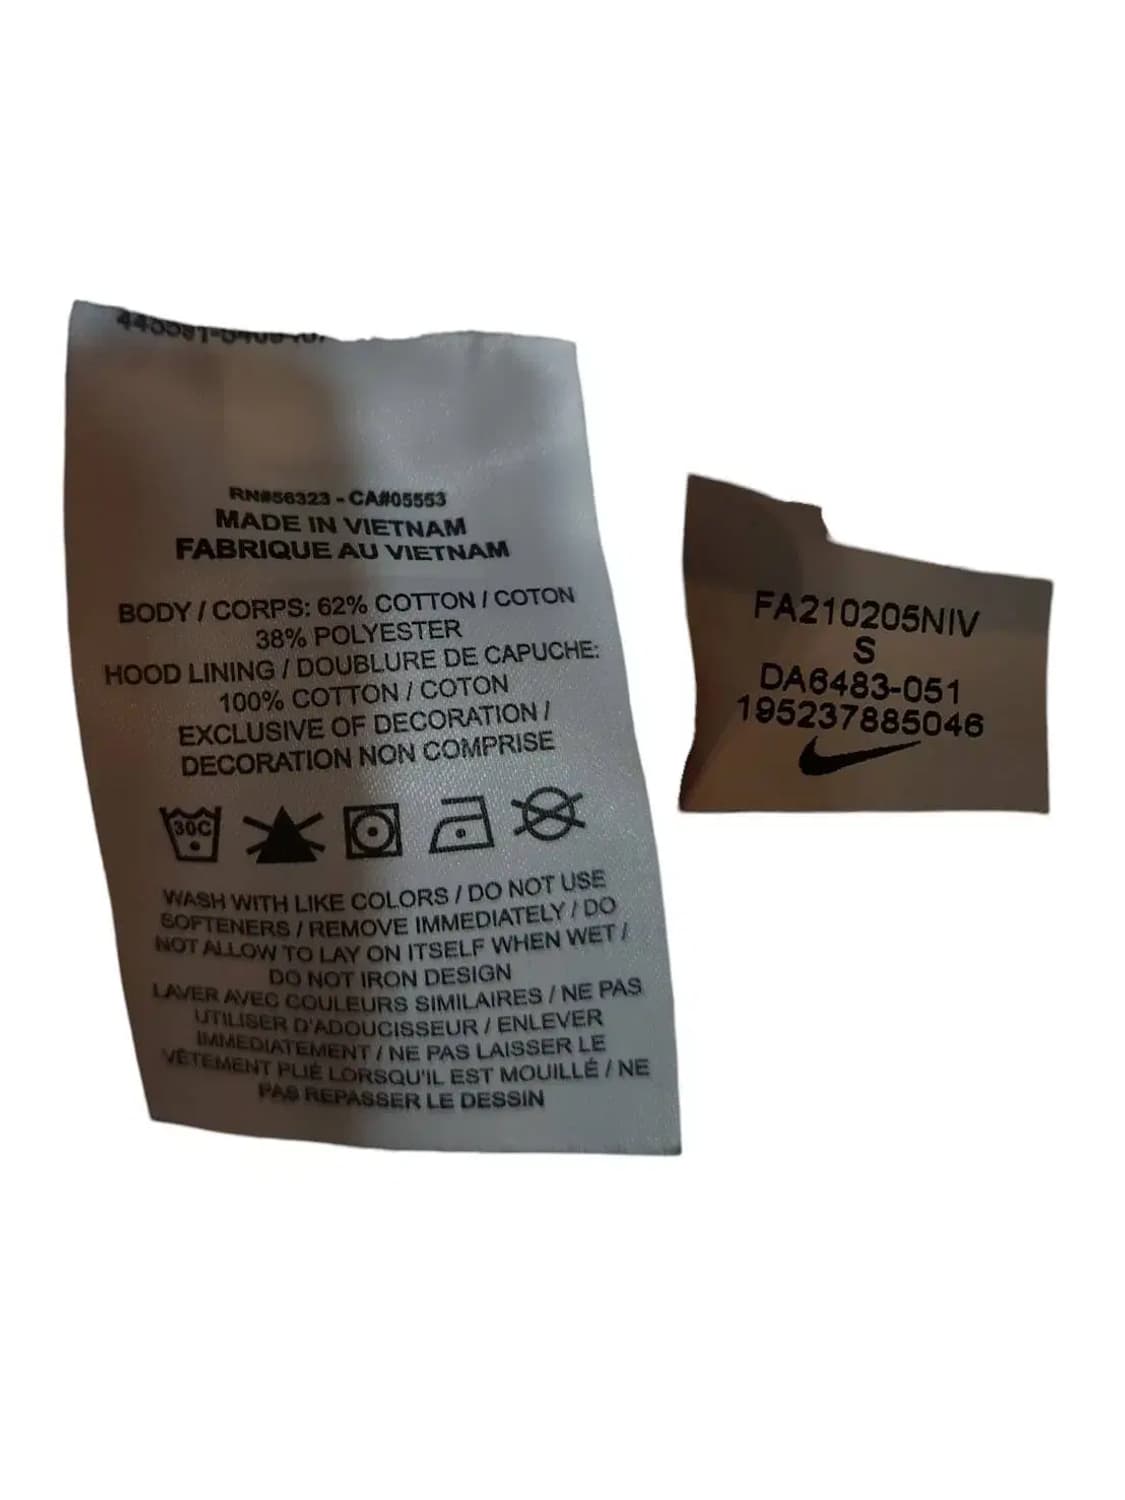 RN#56323 - CA#05553
MADE IN VIETNAM
FABRIQUE AU VIETNAM
BODY / CORPS: 62% COTTON / COTON
38% POLYESTER
HOOD LINING / DOUBLURE DE CAPUCHE:
100% COTTON / COTON
EXCLUSIVE OF DECORATION /
DECORATION NON COMPRISE
30C
WASH WITH LIKE COLORS / DO NOT USE
SOFTENERS / REMOVE IMMEDIATELY / DO
NOT ALLOW TO LAY ON ITSELF WHEN WET /
DO NOT IRON DESIGN
LAVER AVEC COULEURS SIMILAIRES / NE PAS
UTILISER D'ADOUCISSEUR / ENLEVER
IMMEDIATEMENT / NE PAS LAISSER LE
VÊTEMENT PLIÉ LORSQU'IL EST MOUILLÉ / NE
PAS REPASSER LE DESSIN
FA210205NIV
S
DA6483-051
195237885046